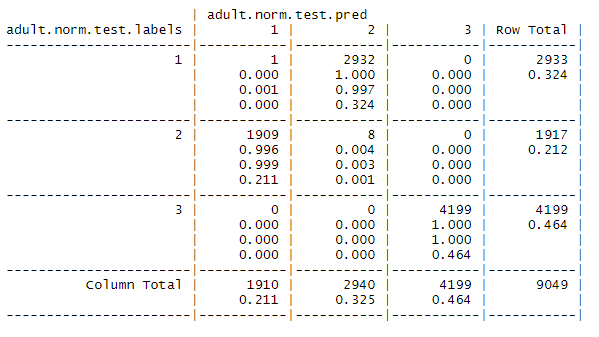 | adult.norm.test.pred
adult.norm.test.labels |         1 |         2 |         3 | Row Total |
-----------------------|-----------|-----------|-----------|-----------|
                     1 |         1 |      2932 |         0 |      2933 |
                       |     0.000 |     1.000 |     0.000 |     0.324 |
                       |     0.001 |     0.997 |     0.000 |           |
                       |     0.000 |     0.324 |     0.000 |           |
-----------------------|-----------|-----------|-----------|-----------|
                     2 |      1909 |         8 |         0 |      1917 |
                       |     0.996 |     0.004 |     0.000 |     0.212 |
                       |     0.999 |     0.003 |     0.000 |           |
                       |     0.211 |     0.001 |     0.000 |           |
-----------------------|-----------|-----------|-----------|-----------|
                     3 |         0 |         0 |      4199 |      4199 |
                       |     0.000 |     0.000 |     1.000 |     0.464 |
                       |     0.000 |     0.000 |     1.000 |           |
                       |     0.000 |     0.000 |     0.464 |           |
-----------------------|-----------|-----------|-----------|-----------|
          Column Total |      1910 |      2940 |      4199 |      9049 |
                       |     0.211 |     0.325 |     0.464 |           |
-----------------------|-----------|-----------|-----------|-----------|